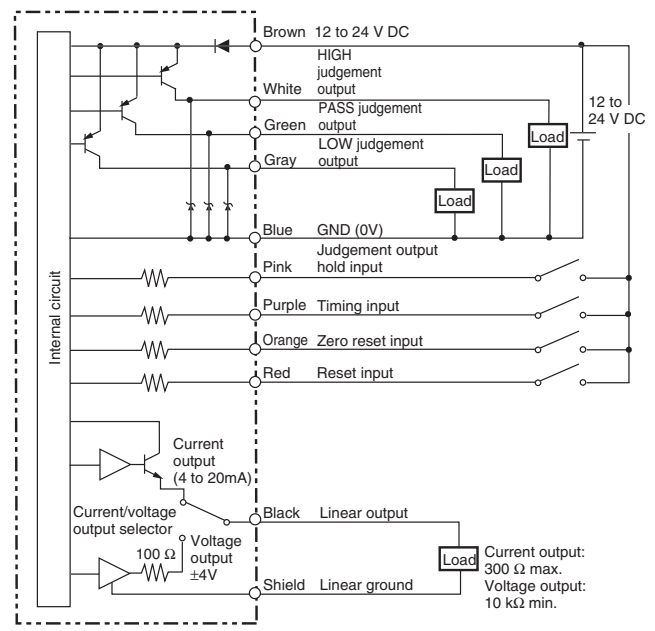 Brown 12 to 24 V DC
HIGH
judgement
White output
PASS judgement
Green output
LOW judgement
Gray output
Load
Load
Load
12 to
24 V DC
Blue GND (0V)
Judgement output
Pink hold input
Purple Timing input
Orange Zero reset input
Red Reset input
Internal circuit
Current
output
(4 to 20mA)
Current/voltage
output selector
Black Linear output
Voltage
output
±4V
100 Ω
Shield Linear ground
Load
Current output:
300 Ω max.
Voltage output:
10 kΩ min.